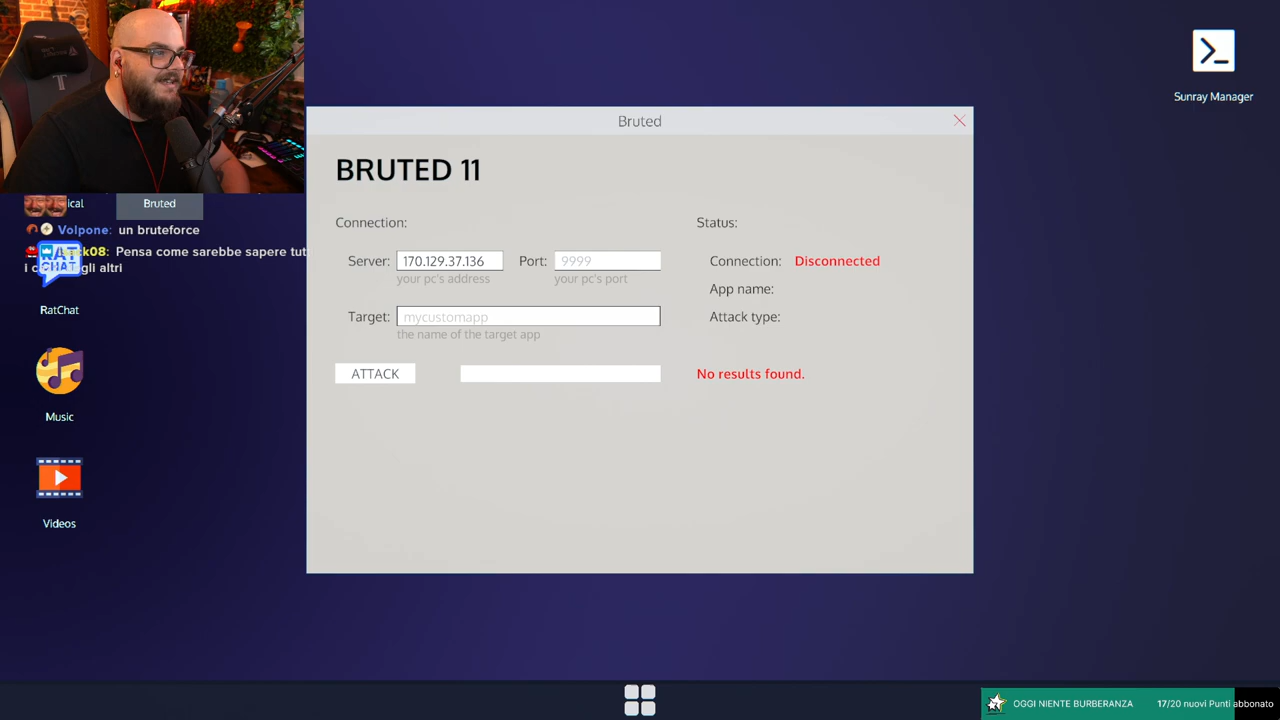 Sunray Manager
Bruted
BRUTED 11
ical
Bruted
Volpone: un bruteforce
Pensa come sarebbe sapere tut
i c
gli altri
RatChat
Music
Videos
Connection:
Status:
Server: 170.129.37.136 Port: 9999
your pc's address your pc's port
Connection: Disconnected
App name:
Target: mycustomapp
Attack type:
the name of the target app
ATTACK
No results found.
OGGI NIENTE BURBERANZA 17/20 nuovi Punti abbonato